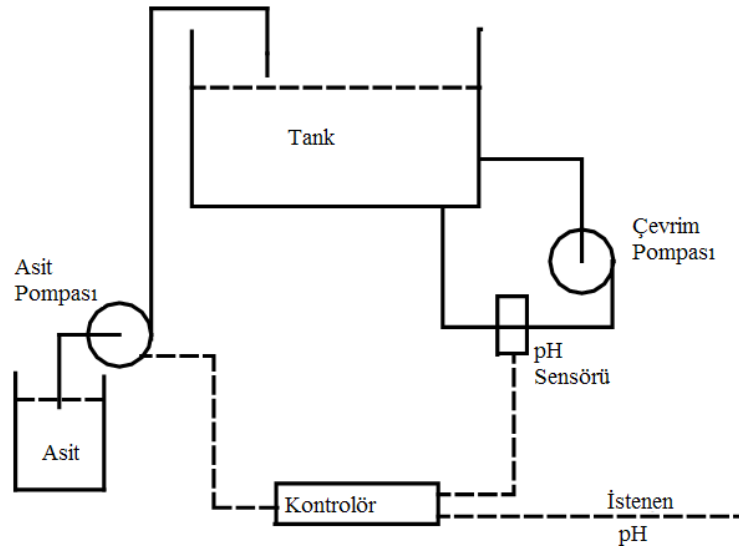 Tank
Çevrim
Pompası
Asit
Pompası
pH
Sensörü
Asit
Kontrolör
İstenen
pH